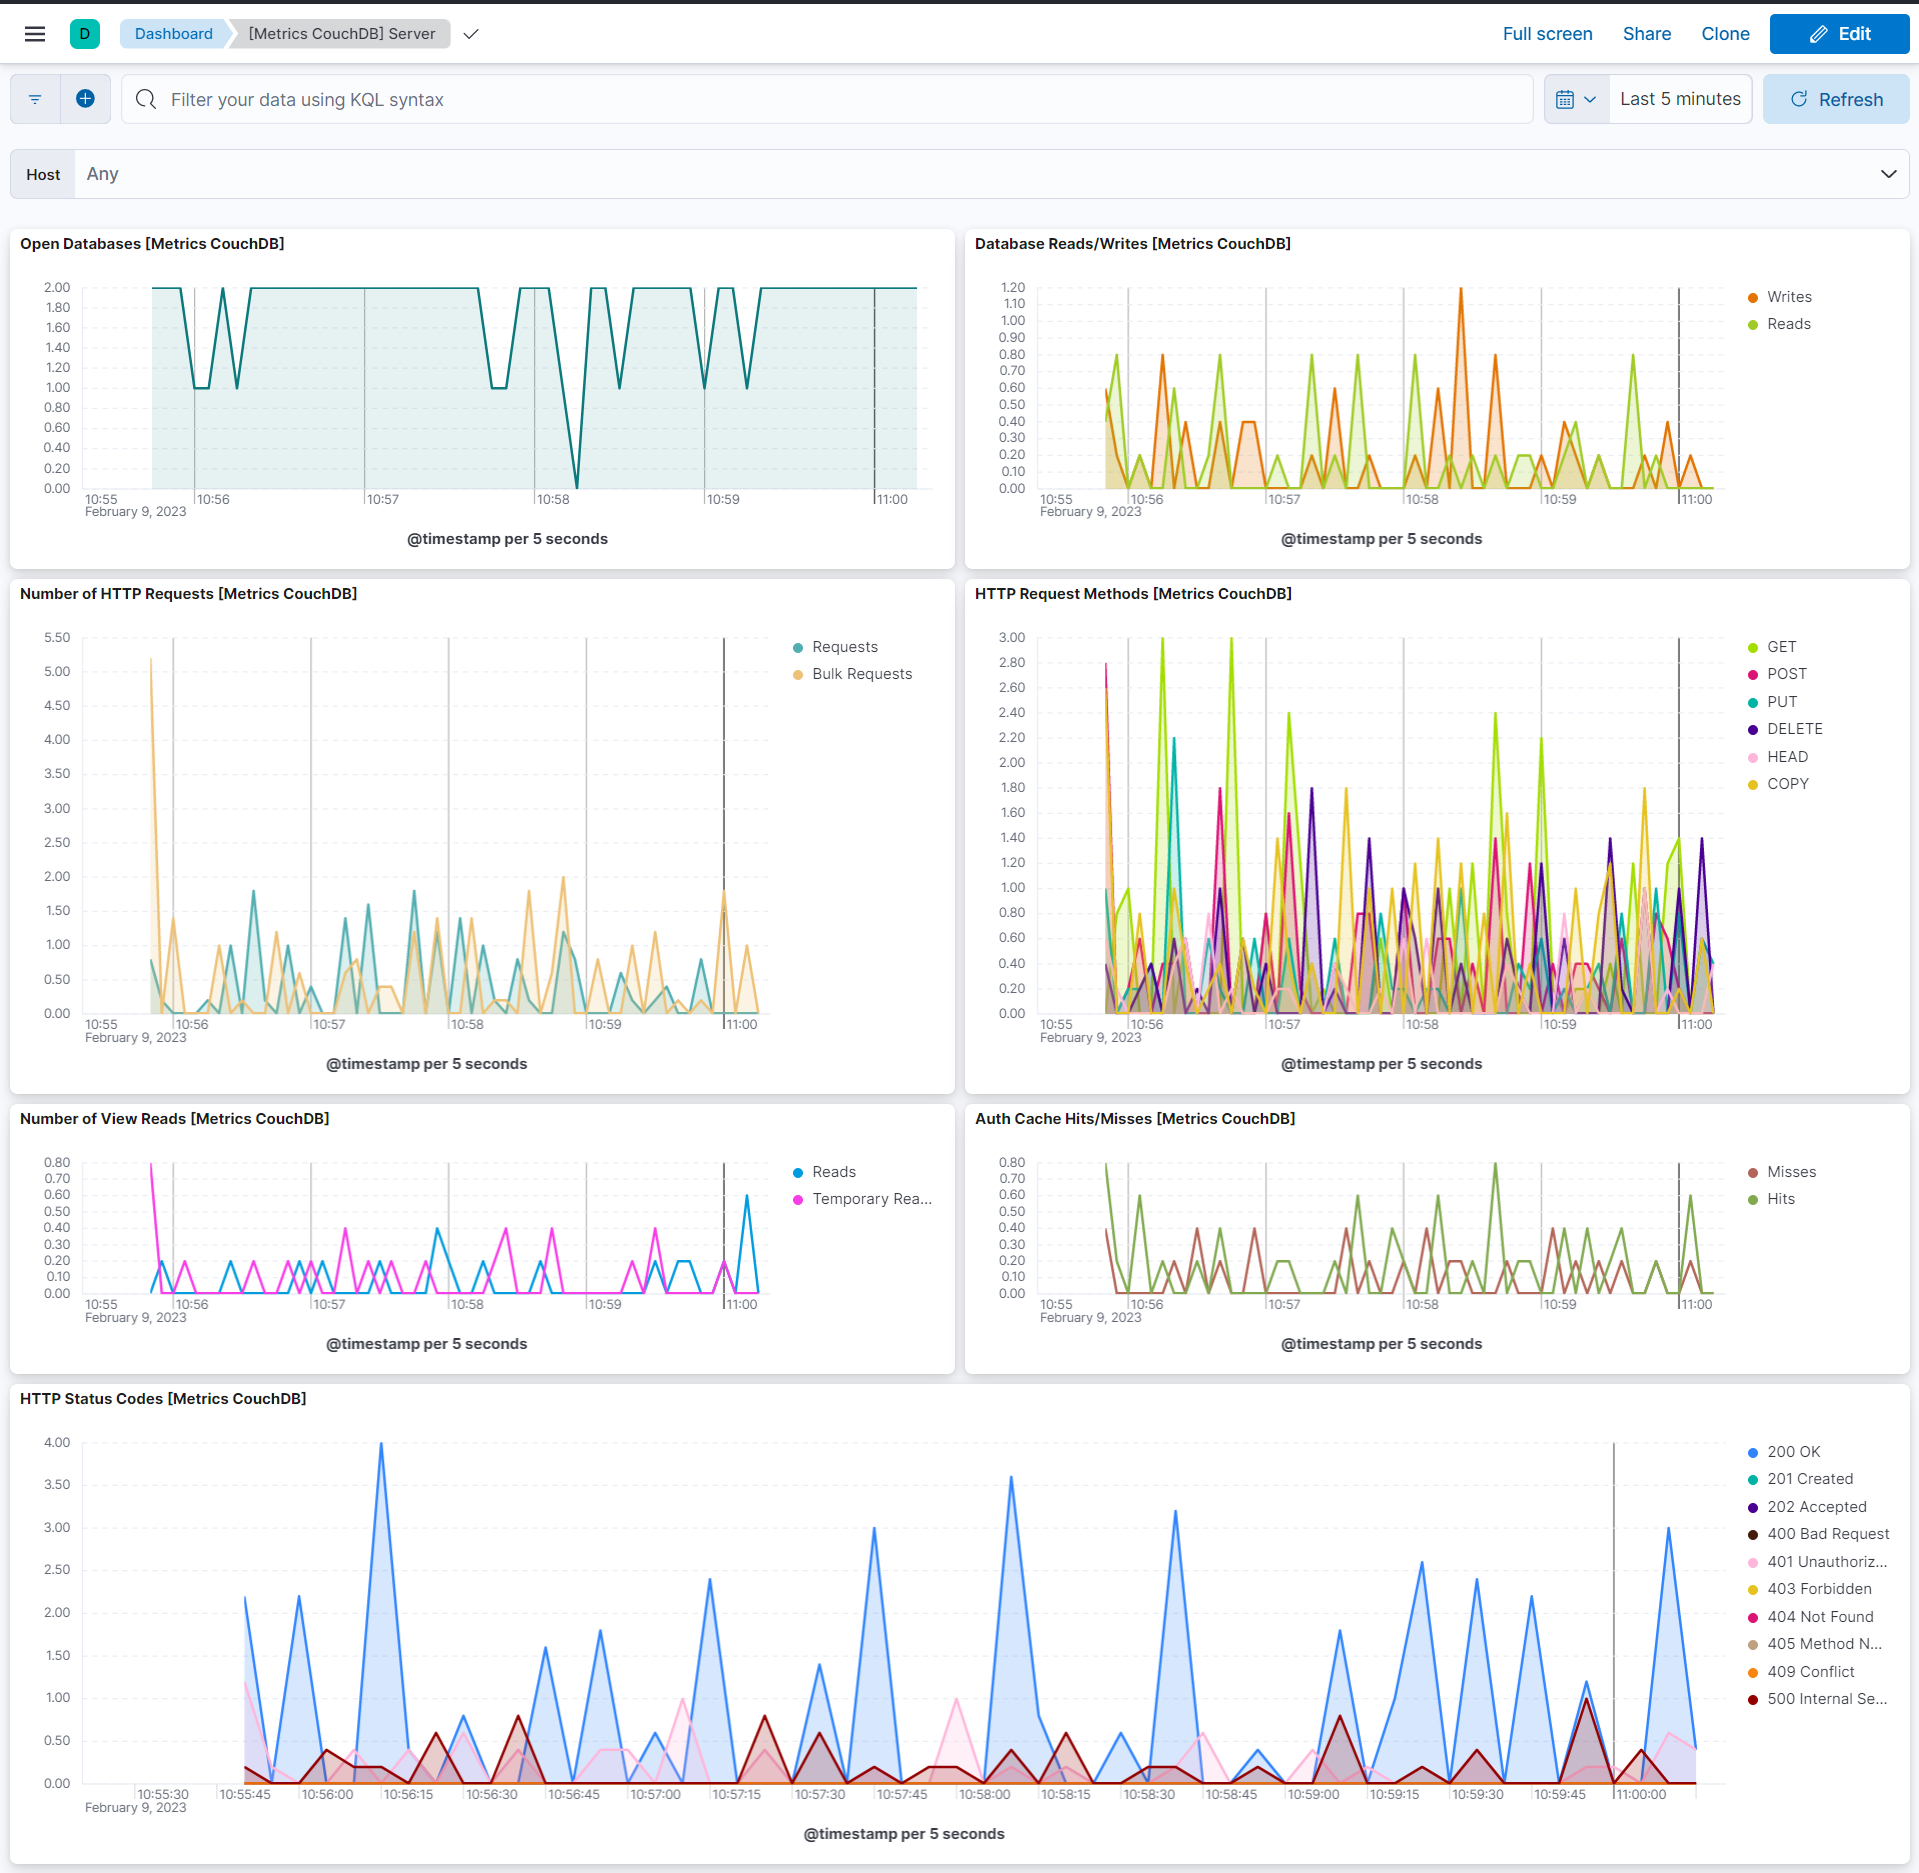 D Dashboard [Metrics CouchDB] Server Full screen Share Clone Edit
Filter your data using KQL syntax Last 5 minutes Refresh
Host Any
Open Databases [Metrics CouchDB]
2.00
1.80
1.60
1.40
1.20
1.00
0.80
0.60
0.40
0.20
0.00
10:55 10:56 10:57 10:58 10:59 11:00
February 9, 2023
@timestamp per 5 seconds
Database Reads/Writes [Metrics CouchDB]
1.20
1.10
1.00
0.90
0.80
0.70
0.60
0.50
0.40
0.30
0.20
0.10
0.00
10:55 10:56 10:57 10:58 10:59 11:00
February 9, 2023
@timestamp per 5 seconds
Writes
Reads
Number of HTTP Requests [Metrics CouchDB]
5.50
5.00
4.50
4.00
3.50
3.00
2.50
2.00
1.50
1.00
0.50
0.00
10:55 10:56 10:57 10:58 10:59 11:00
February 9, 2023
@timestamp per 5 seconds
Requests
Bulk Requests
HTTP Request Methods [Metrics CouchDB]
3.00
2.80
2.60
2.40
2.20
2.00
1.80
1.60
1.40
1.20
1.00
0.80
0.60
0.40
0.20
0.00
10:55 10:56 10:57 10:58 10:59 11:00
February 9, 2023
@timestamp per 5 seconds
GET
POST
PUT
DELETE
HEAD
COPY
Number of View Reads [Metrics CouchDB]
0.80
0.70
0.60
0.50
0.40
0.30
0.20
0.10
0.00
10:55 10:56 10:57 10:58 10:59 11:00
February 9, 2023
@timestamp per 5 seconds
Reads
Temporary Rea...
Auth Cache Hits/Misses [Metrics CouchDB]
0.80
0.70
0.60
0.50
0.40
0.30
0.20
0.10
0.00
10:55 10:56 10:57 10:58 10:59 11:00
February 9, 2023
@timestamp per 5 seconds
Misses
Hits
HTTP Status Codes [Metrics CouchDB]
4.00
3.50
3.00
2.50
2.00
1.50
1.00
0.50
0.00
10:55:30 10:55:45 10:56:00 10:56:15 10:56:30 10:56:45 10:57:00 10:57:15 10:57:30 10:57:45 10:58:00 10:58:15 10:58:30 10:58:45 10:59:00 10:59:15 10:59:30 10:59:45 11:00:00
February 9, 2023
@timestamp per 5 seconds
200 OK
201 Created
202 Accepted
400 Bad Request
401 Unauthoriz...
403 Forbidden
404 Not Found
405 Method N...
409 Conflict
500 Internal Se...